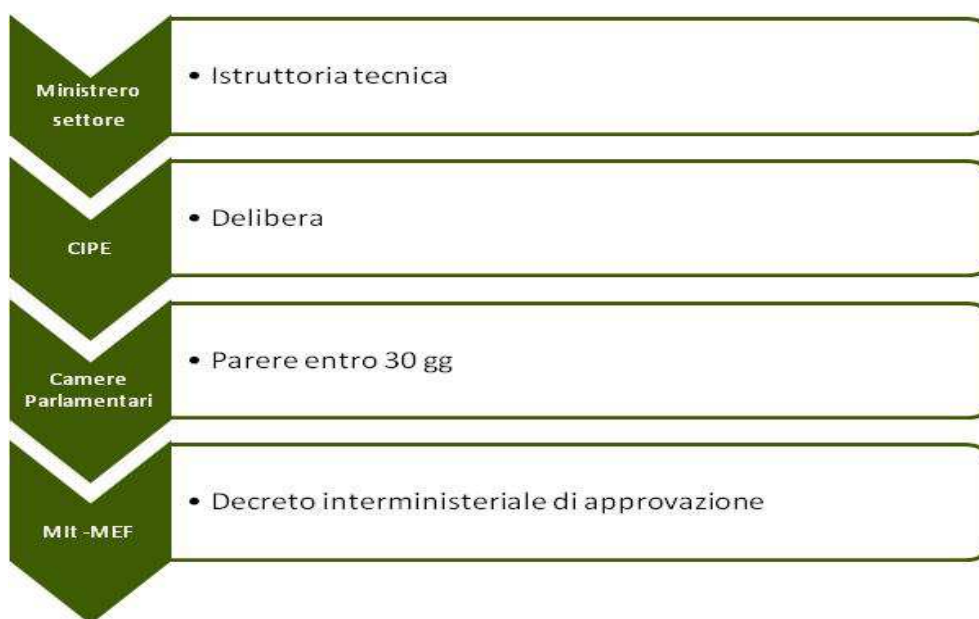 Ministrero
settore
• Istruttoria tecnica
CIPE
• Delibera
Camere
Parlamentari
• Parere entro 30 gg
MIt -MEF
• Decreto interministeriale di approvazione